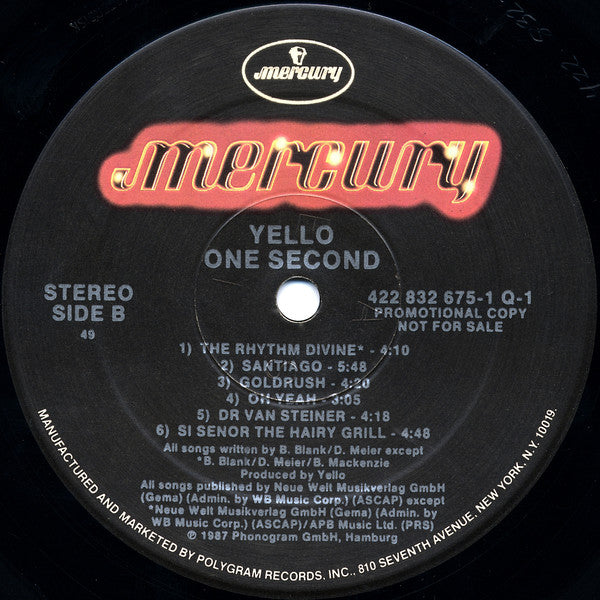 mercury
mercury
YELLO
ONE SECOND
STEREO
SIDE B
49
422 832 675-1 Q-1
PROMOTIONAL COPY
NOT FOR SALE
1) THE RHYTHM DIVINE* - 4:10
2) SANTIAGO - 5:48
3) GOLDRUSH - 4:20
4) OH YEAH - 3:05
5) DR VAN STEINER - 4:18
6) SI SENOR THE HAIRY GRILL - 4:48
All songs written by B. Blank/D. Meier except
*B. Blank/D. Meier/B. Mackenzie
Produced by Yello
All songs published by Neue Welt Musikverlag GmbH
(Gema) (Admin. by WB Music Corp.) (ASCAP) except
*Neue Welt Musikverlag GmbH (Gema) (Admin. by
WB Music Corp.) (ASCAP)/APB Music Ltd. (PRS)
℗ 1987 Phonogram GmbH, Hamburg
MANUFACTURED AND MARKETED BY POLYGRAM RECORDS, INC., 810 SEVENTH AVENUE, NEW YORK, N.Y. 10019.